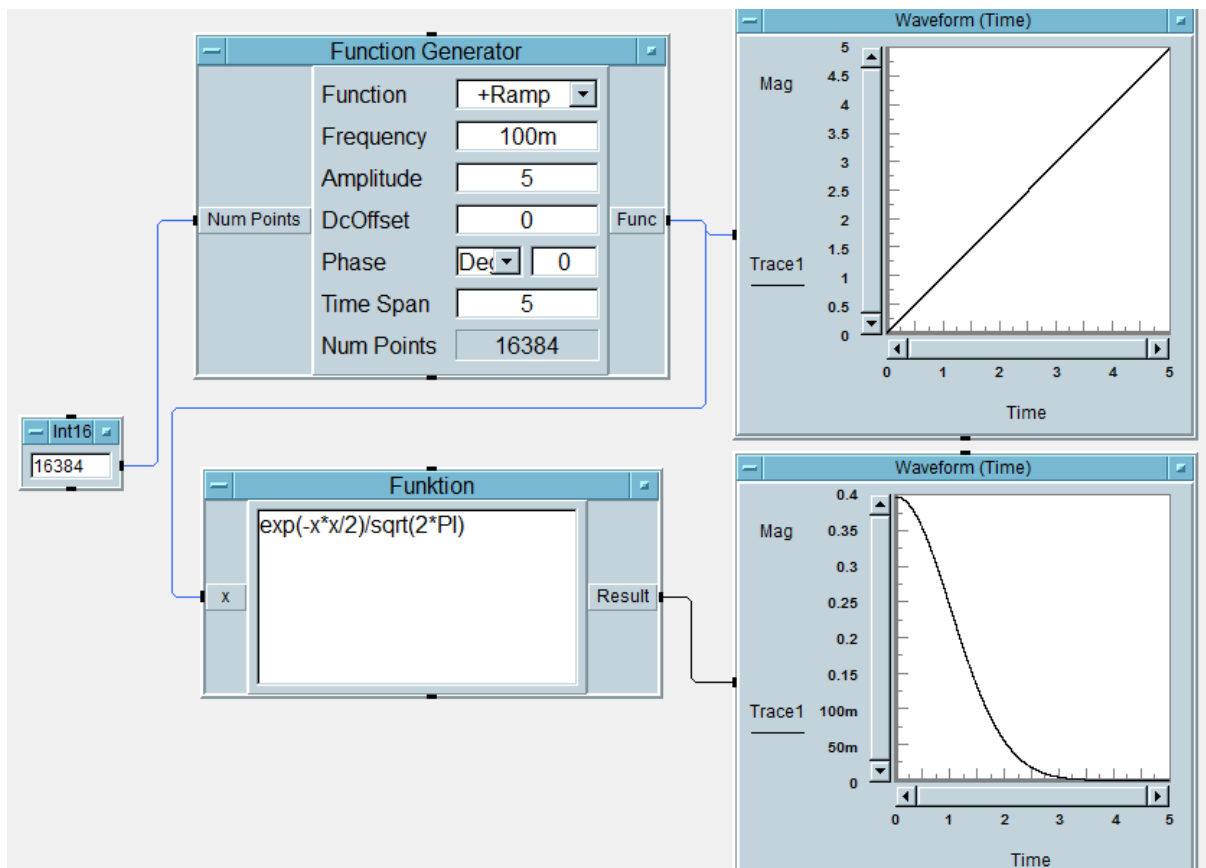 Function Generator
Function +Ramp
Frequency 100m
Amplitude 5
Num Points DcOffset 0 Func
Phase Deg 0
Time Span 5
Num Points 16384
Int16
16384
Funktion
exp(-x*x/2)/sqrt(2*PI)
x
Result
Waveform (Time)
Mag
Trace1
5
4.5
4
3.5
3
2.5
2
1.5
1
0.5
0
0 1 2 3 4 5
Time
Waveform (Time)
Mag
Trace1
0.4
0.35
0.3
0.25
0.2
0.15
100m
50m
0
0 1 2 3 4 5
Time